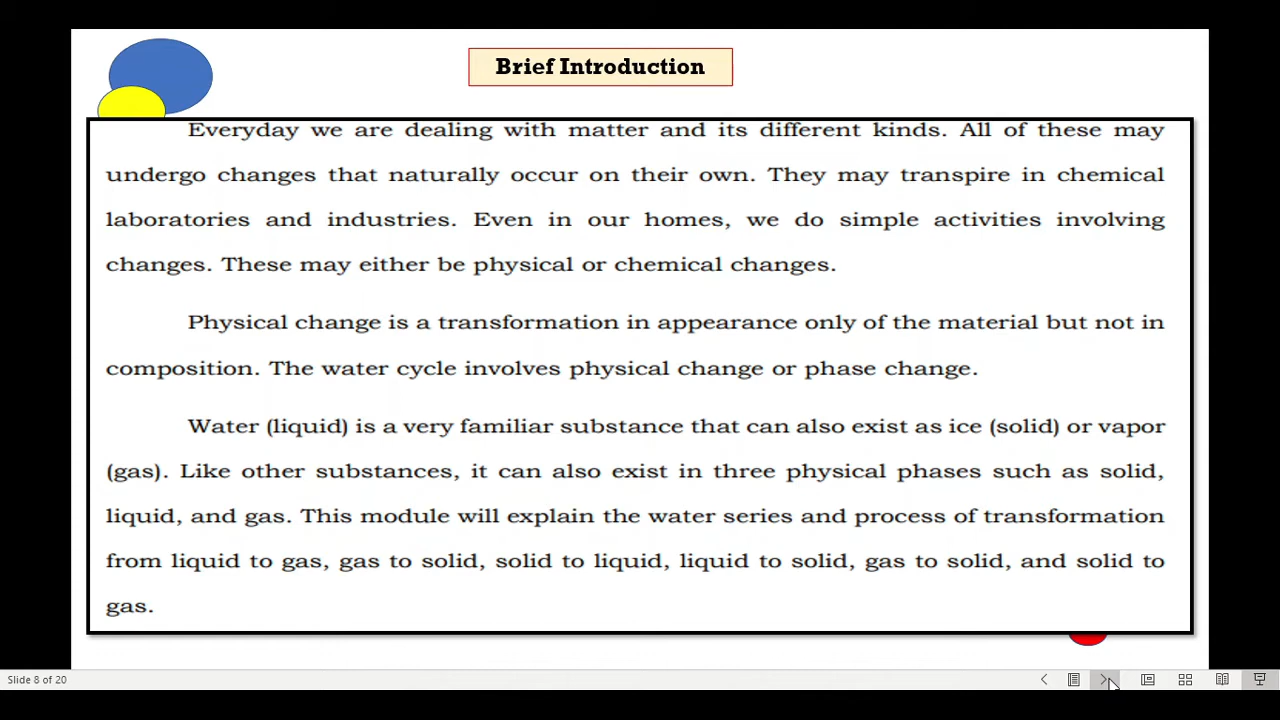 Brief Introduction
Everyday we are dealing with matter and its different kinds. All of these may
undergo changes that naturally occur on their own. They may transpire in chemical
laboratories and industries. Even in our homes, we do simple activities involving
changes. These may either be physical or chemical changes.
Physical change is a transformation in appearance only of the material but not in
composition. The water cycle involves physical change or phase change.
Water (liquid) is a very familiar substance that can also exist as ice (solid) or vapor
(gas). Like other substances, it can also exist in three physical phases such as solid,
liquid, and gas. This module will explain the water series and process of transformation
from liquid to gas, gas to solid, solid to liquid, liquid to solid, gas to solid, and solid to
gas.
Slide 8 of 20